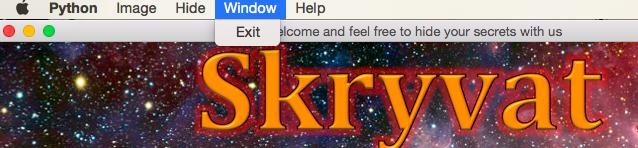 Python Image Hide Window Help
Exit elcome and feel free to hide your secrets with us
Skryvat